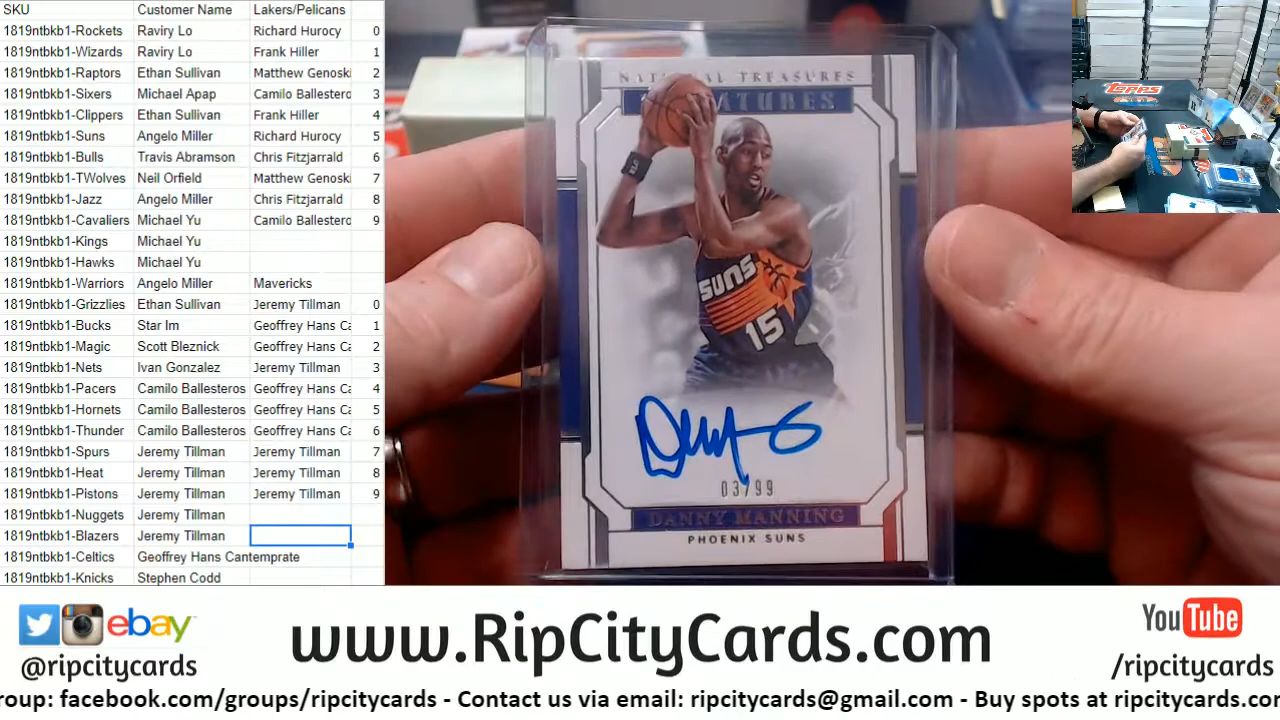 SKU Customer Name Lakers/Pelicans
1819ntbkb1-Rockets Raviry Lo Richard Hurocy 0
1819ntbkb1-Wizards Raviry Lo Frank Hiller 1
1819ntbkb1-Raptors Ethan Sullivan Matthew Genoski 2
1819ntbkb1-Sixers Michael Apap Camilo Ballestero 3
1819ntbkb1-Clippers Ethan Sullivan Frank Hiller 4
1819ntbkb1-Suns Angelo Miller Richard Hurocy 5
1819ntbkb1-Bulls Travis Abramson Chris Fitzjarrald 6
1819ntbkb1-TWolves Neil Orfield Matthew Genoski 7
1819ntbkb1-Jazz Angelo Miller Chris Fitzjarrald 8
1819ntbkb1-Cavaliers Michael Yu Camilo Ballestero 9
1819ntbkb1-Kings Michael Yu
1819ntbkb1-Hawks Michael Yu
1819ntbkb1-Warriors Angelo Miller Mavericks
1819ntbkb1-Grizzlies Ethan Sullivan Jeremy Tillman 0
1819ntbkb1-Bucks Star Im Geoffrey Hans Ca 1
1819ntbkb1-Magic Scott Bleznick Geoffrey Hans Ca 2
1819ntbkb1-Nets Ivan Gonzalez Jeremy Tillman 3
1819ntbkb1-Pacers Camilo Ballesteros Geoffrey Hans Ca 4
1819ntbkb1-Hornets Camilo Ballesteros Geoffrey Hans Ca 5
1819ntbkb1-Thunder Camilo Ballesteros Geoffrey Hans Ca 6
1819ntbkb1-Spurs Jeremy Tillman Jeremy Tillman 7
1819ntbkb1-Heat Jeremy Tillman Jeremy Tillman 8
1819ntbkb1-Pistons Jeremy Tillman Jeremy Tillman 9
1819ntbkb1-Nuggets Jeremy Tillman
1819ntbkb1-Blazers Jeremy Tillman
1819ntbkb1-Celtics Geoffrey Hans Cantemprate
1819ntbkb1-Knicks Stephen Codd
NATIONAL TREASURES
SUNS
15
03/99
DANNY MANNING
PHOENIX SUNS
Topps
ebay
@ripcitycards
www.RipCityCards.com
YouTube
/ripcitycards
roup: facebook.com/groups/ripcitycards - Contact us via email: ripcitycards@gmail.com - Buy spots at ripcitycards.com